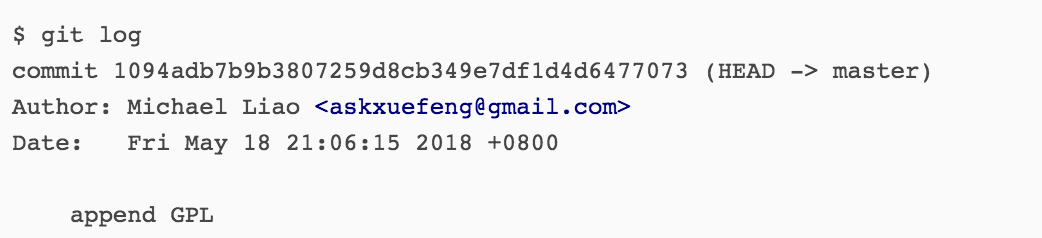 $ git log
commit 1094adb7b9b3807259d8cb349e7df1d4d6477073 (HEAD -> master)
Author: Michael Liao <askxuefeng@gmail.com>
Date:   Fri May 18 21:06:15 2018 +0800
    append GPL